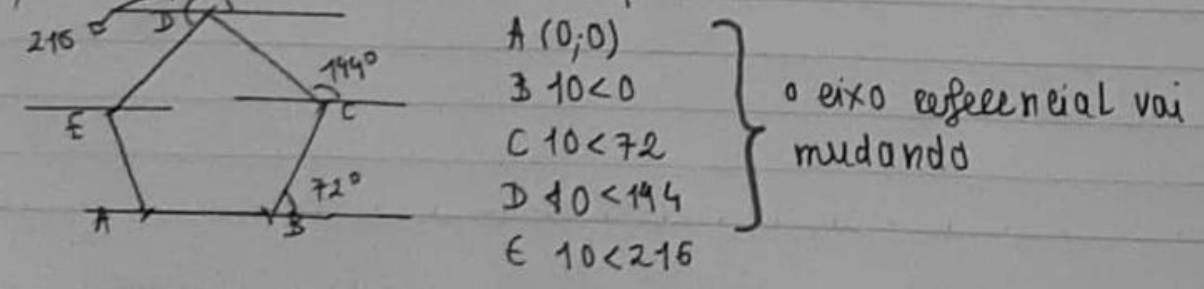 216
D
144°
C
E
72°
A
B
A (0;0)
B 10<0
C 10<72
D 10<144
E 10<216
o eixo referencial vai
mudando